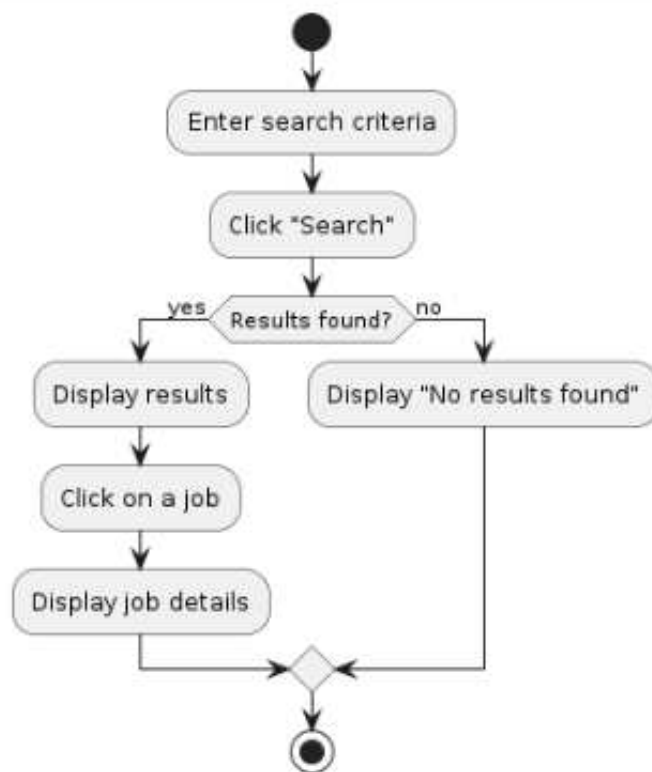 Enter search criteria
Click "Search"
yes
Results found?
no
Display results
Display "No results found"
Click on a job
Display job details